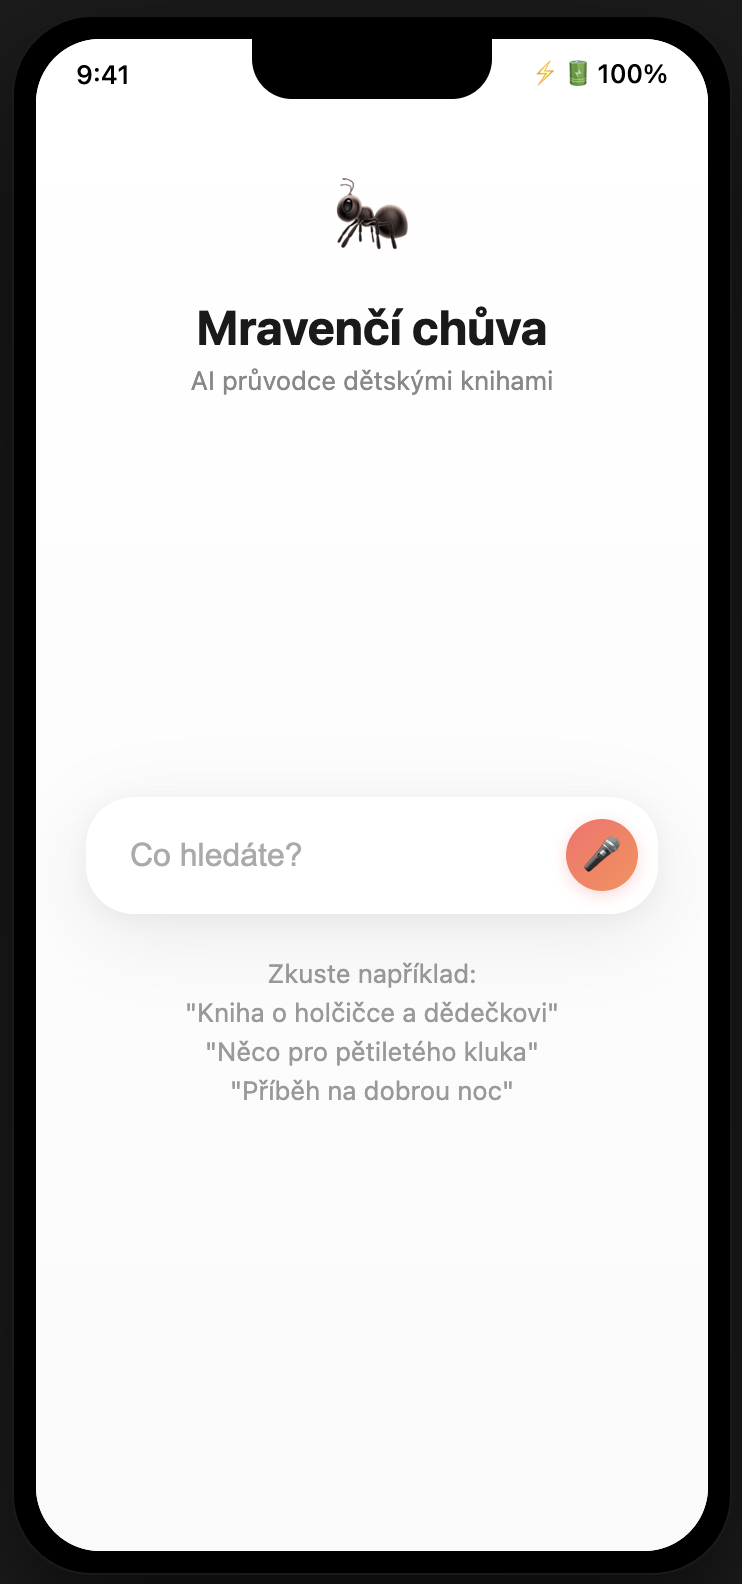 9:41
100%
Mravenčí chůva
AI průvodce dětskými knihami
Co hledáte?
Zkuste například:
"Kniha o holčičce a dědečkovi"
"Něco pro pětiletého kluka"
"Příběh na dobrou noc"